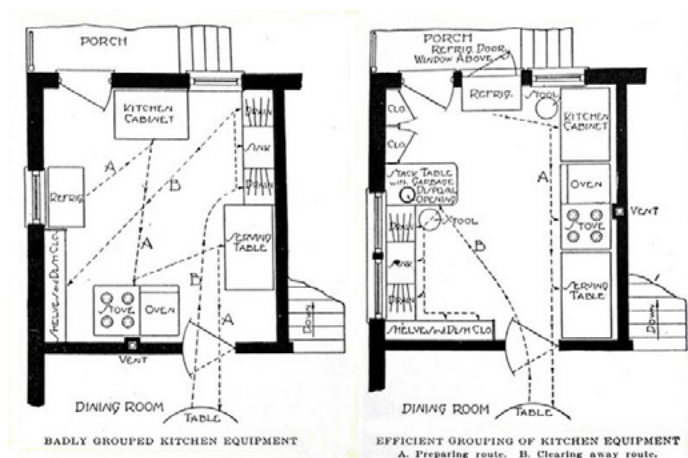 PORCH
KITCHEN
CABINET
DRAIN
SINK
DRAIN
A
B
REFRIG.
A
SERVING
TABLE
B
A
SHELVES AND DISH CLO.
STOVE
OVEN
VENT
DOWN
DINING ROOM
TABLE
BADLY GROUPED KITCHEN EQUIPMENT
PORCH
REFRIG. DOOR
WINDOW ABOVE
REFRIG.
STOOL
CLO.
CLO.
KITCHEN
CABINET
A
STACK TABLE
WITH GARBAGE
DISPOSAL
OPENING
OVEN
VENT
STOVE
DRAIN
STOOL
B
SINK
DRAIN
SERVING
TABLE
SHELVES AND DISH CLO.
DOWN
DINING ROOM
TABLE
EFFICIENT GROUPING OF KITCHEN EQUIPMENT
A. Preparing route. B. Clearing away route.